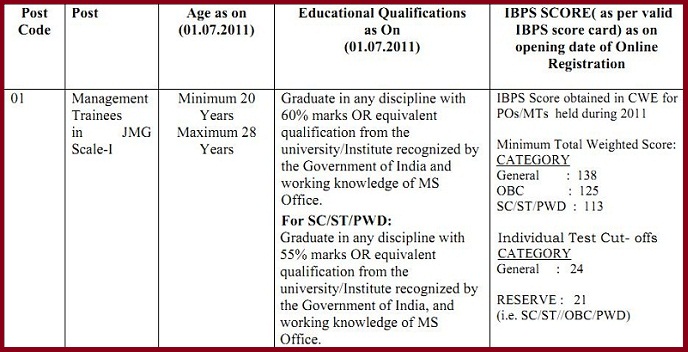 Post Code
Post
Age as on (01.07.2011)
Educational Qualifications as On (01.07.2011)
IBPS SCORE( as per valid IBPS score card) as on opening date of Online Registration
01
Management
Trainees
in JMG
Scale-I
Minimum 20
Years
Maximum 28
Years
Graduate in any discipline with
60% marks OR equivalent
qualification from the
university/Institute recognized by
the Government of India and
working knowledge of MS
Office.
For SC/ST/PWD:
Graduate in any discipline with
55% marks OR equivalent
qualification from the
university/Institute recognized by
the Government of India, and
working knowledge of MS
Office.
IBPS Score obtained in CWE for
POs/MTs held during 2011
Minimum Total Weighted Score:
CATEGORY
General : 138
OBC : 125
SC/ST/PWD : 113
Individual Test Cut- offs
CATEGORY
General : 24
RESERVE : 21
(i.e. SC/ST//OBC/PWD)